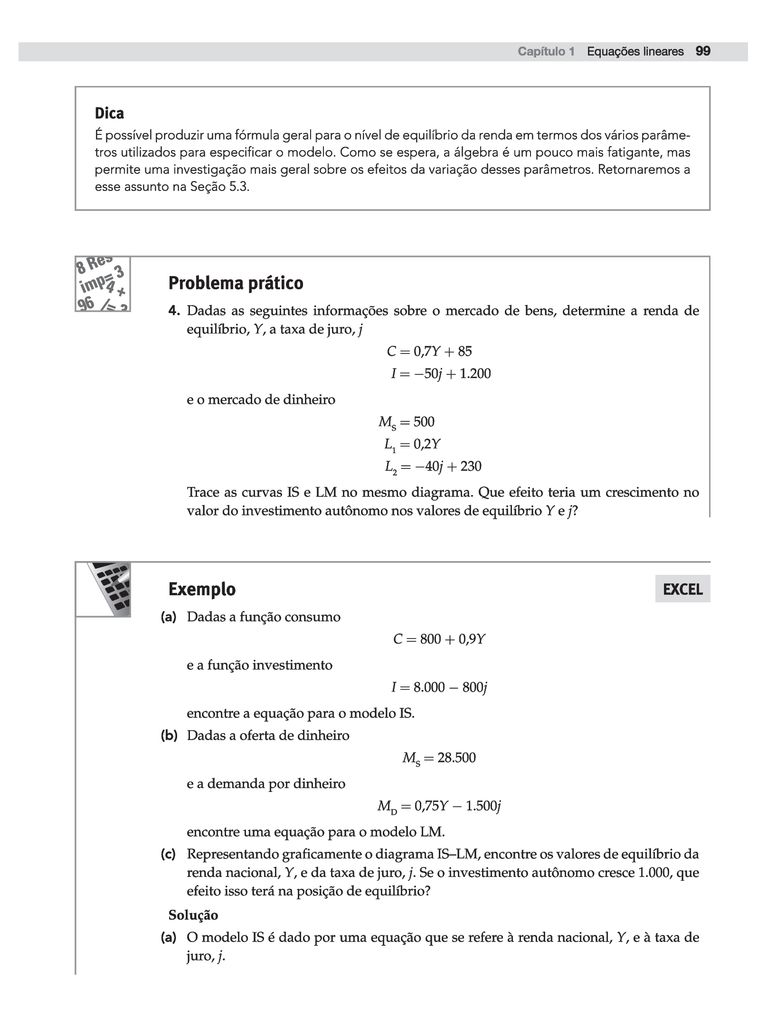 Capítulo 1 Equações lineares 99
Dica
É possível produzir uma fórmula geral para o nível de equilíbrio da renda em termos dos vários parâme-
tros utilizados para especificar o modelo. Como se espera, a álgebra é um pouco mais fatigante, mas
permite uma investigação mais geral sobre os efeitos da variação desses parâmetros. Retornaremos a
esse assunto na Seção 5.3.
8 Res
imp= 3
4 +
96 /= 3
Problema prático
4. Dadas as seguintes informações sobre o mercado de bens, determine a renda de
equilíbrio, Y, a taxa de juro, j
C = 0,7Y + 85
I = −50j + 1.200
e o mercado de dinheiro
M_S = 500
L_1 = 0,2Y
L_2 = −40j + 230
Trace as curvas IS e LM no mesmo diagrama. Que efeito teria um crescimento no
valor do investimento autônomo nos valores de equilíbrio Y e j?
Exemplo EXCEL
(a) Dadas a função consumo
C = 800 + 0,9Y
e a função investimento
I = 8.000 − 800j
encontre a equação para o modelo IS.
(b) Dadas a oferta de dinheiro
M_S = 28.500
e a demanda por dinheiro
M_D = 0,75Y − 1.500j
encontre uma equação para o modelo LM.
(c) Representando graficamente o diagrama IS–LM, encontre os valores de equilíbrio da
renda nacional, Y, e da taxa de juro, j. Se o investimento autônomo cresce 1.000, que
efeito isso terá na posição de equilíbrio?
Solução
(a) O modelo IS é dado por uma equação que se refere à renda nacional, Y, e à taxa de
juro, j.